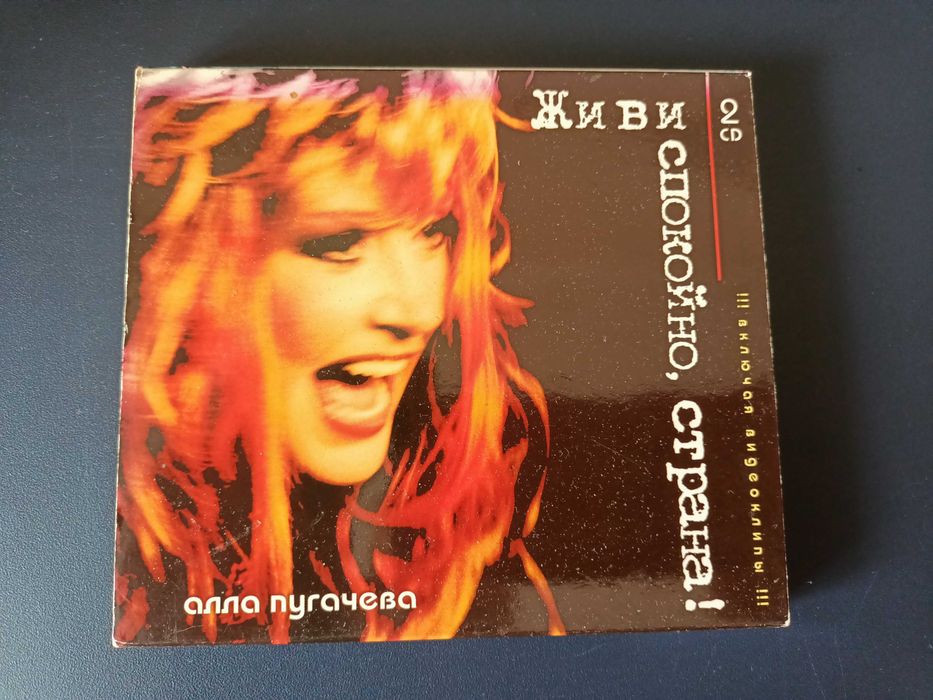 Живи
спокойно, страна!
2CD
!!! включая видеоклипы !!!
алла пугачева